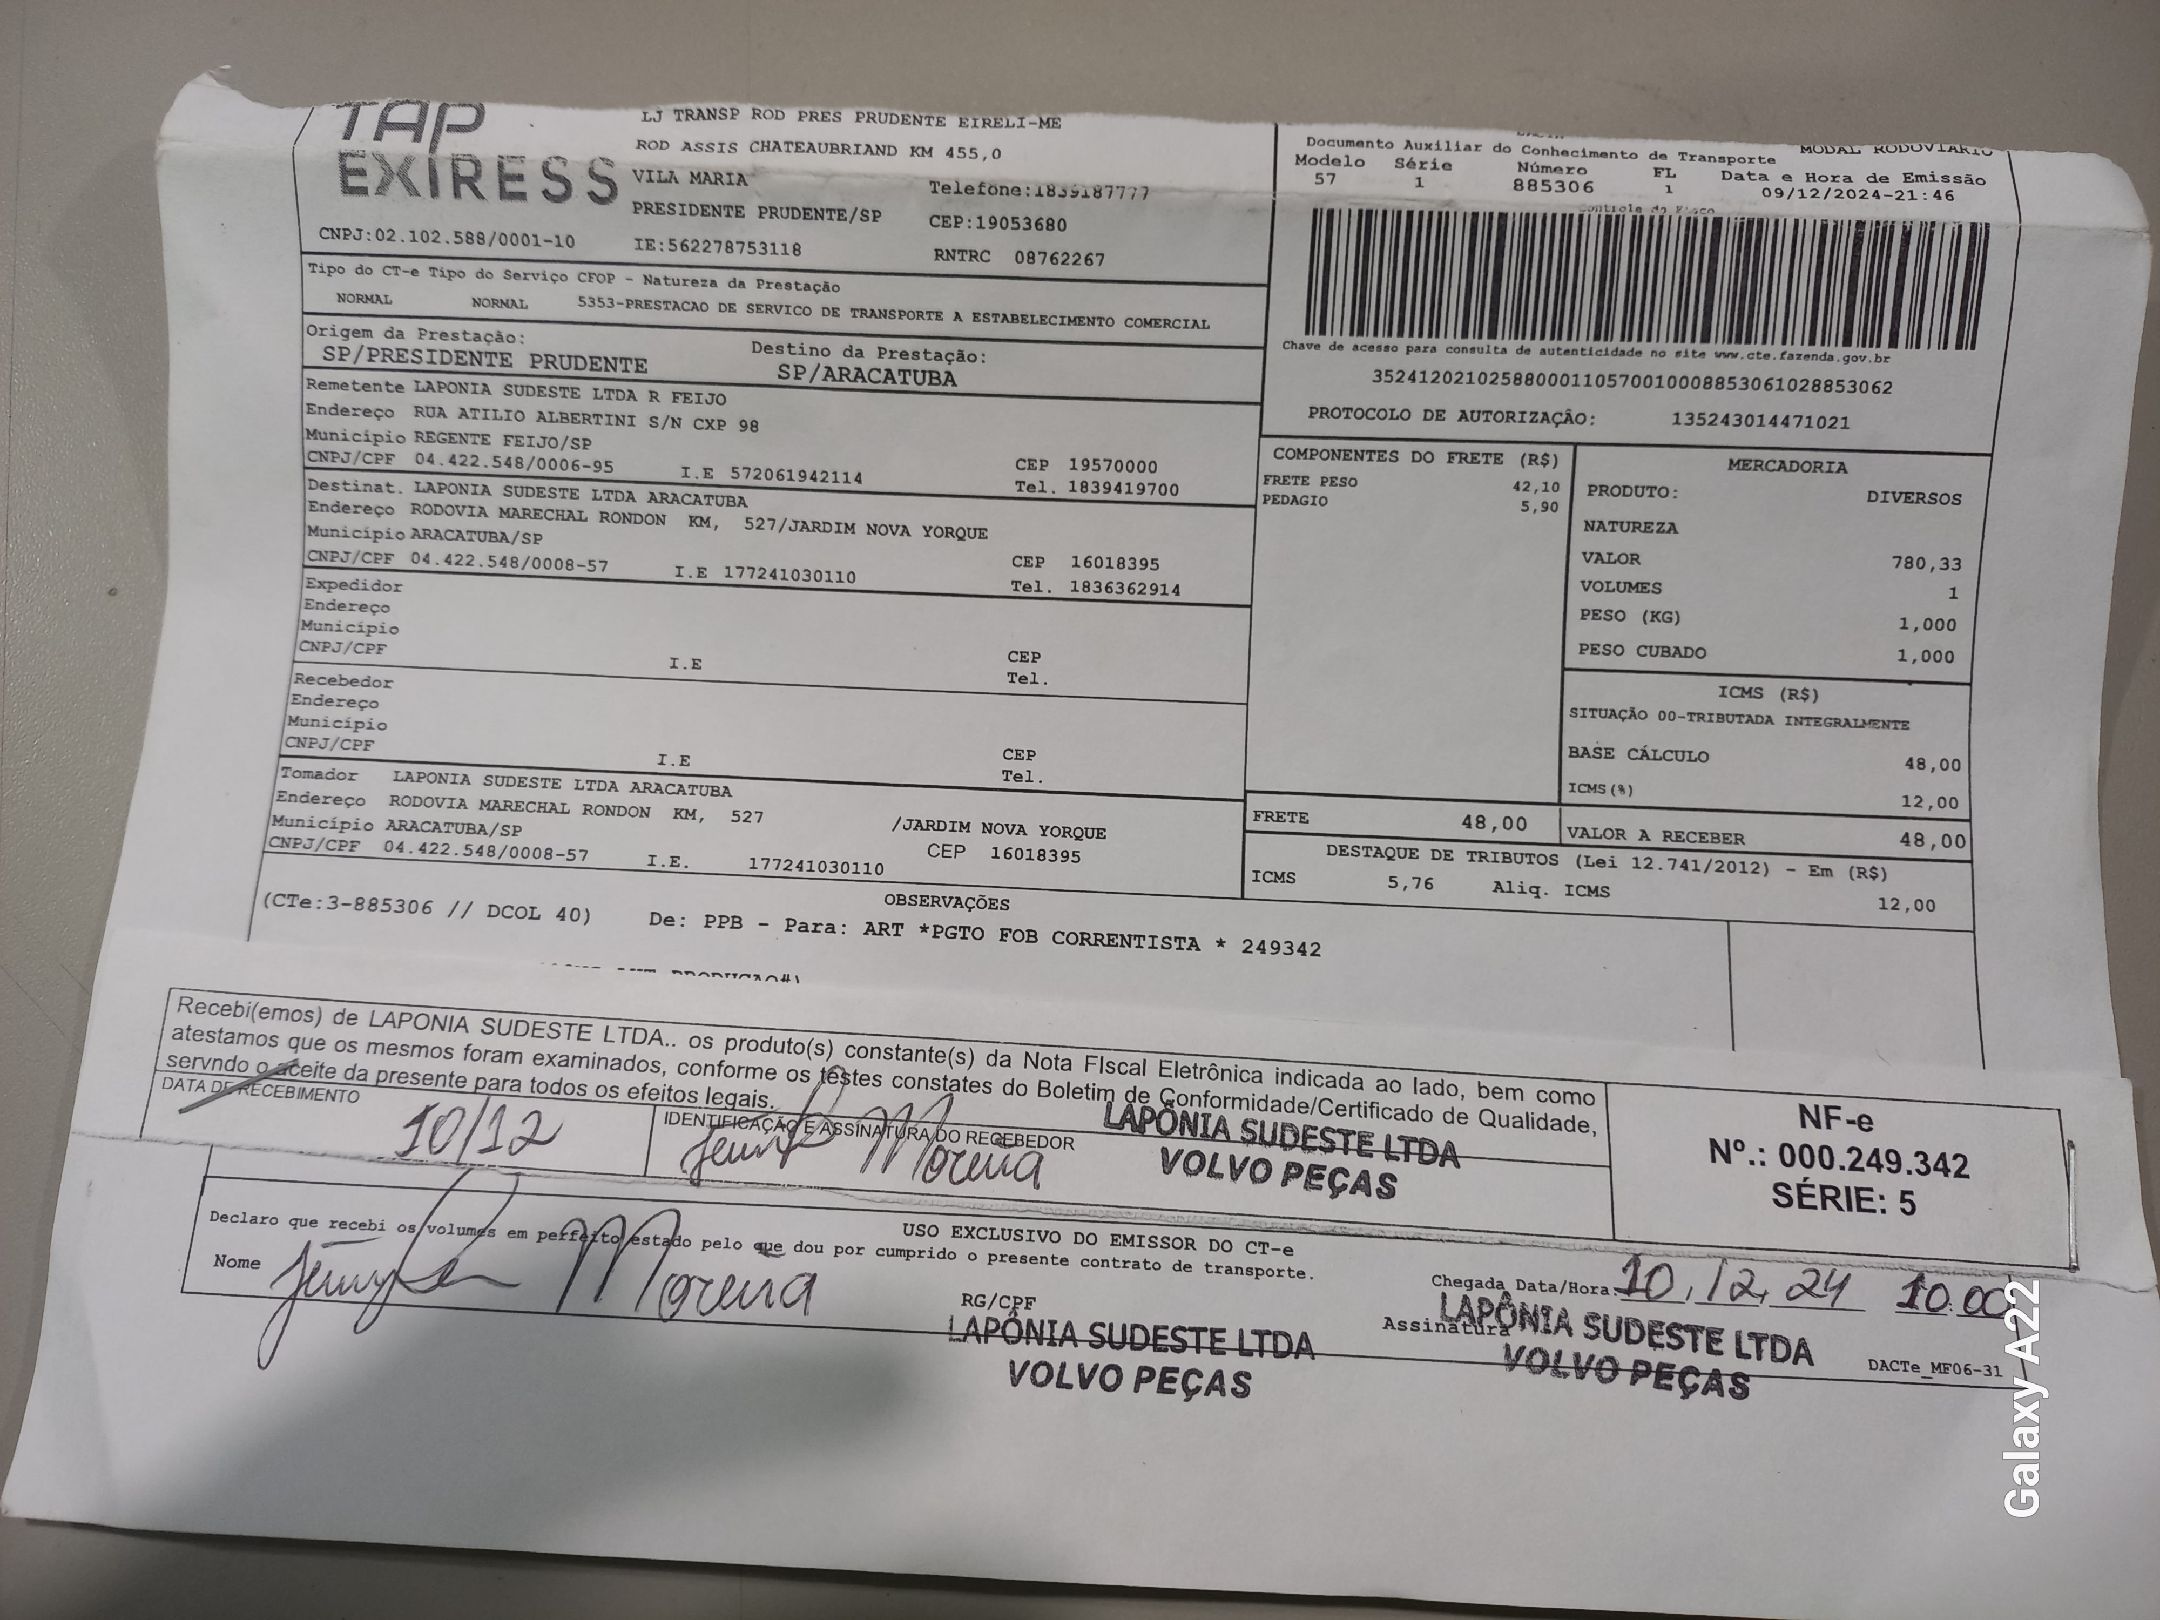 TAP
EXIRESS
LJ TRANSP ROD PRES PRUDENTE EIRELI-ME
ROD ASSIS CHATEAUBRIAND KM 455,0
VILA MARIA Telefone:1839187777
PRESIDENTE PRUDENTE/SP CEP:19053680
CNPJ:02.102.588/0001-10 IE:562278753118 RNTRC 08762267
MODAL RODOVIARIO
Documento Auxiliar do Conhecimento de Transporte
Modelo Série Número FL Data e Hora de Emissão
57 1 885306 1 09/12/2024-21:46
Controle do Fisco
Chave de acesso para consulta de autenticidade no site www.cte.fazenda.gov.br
35241202102588000110570010008853061028853062
PROTOCOLO DE AUTORIZAÇÃO: 135243014471021
Tipo do CT-e Tipo do Serviço CFOP - Natureza da Prestação
NORMAL NORMAL 5353-PRESTACAO DE SERVICO DE TRANSPORTE A ESTABELECIMENTO COMERCIAL
Origem da Prestação: Destino da Prestação:
SP/PRESIDENTE PRUDENTE SP/ARACATUBA
Remetente LAPONIA SUDESTE LTDA R FEIJO
Endereço RUA ATILIO ALBERTINI S/N CXP 98
Município REGENTE FEIJO/SP CEP 19570000
CNPJ/CPF 04.422.548/0006-95 I.E 572061942114 Tel. 1839419700
Destinat. LAPONIA SUDESTE LTDA ARACATUBA
Endereço RODOVIA MARECHAL RONDON KM, 527/JARDIM NOVA YORQUE
Município ARACATUBA/SP CEP 16018395
CNPJ/CPF 04.422.548/0008-57 I.E 177241030110 Tel. 1836362914
Expedidor
Endereço
Município CEP
CNPJ/CPF I.E Tel.
Recebedor
Endereço
Município CEP
CNPJ/CPF I.E Tel.
Tomador LAPONIA SUDESTE LTDA ARACATUBA
Endereço RODOVIA MARECHAL RONDON KM, 527 /JARDIM NOVA YORQUE
Município ARACATUBA/SP CEP 16018395
CNPJ/CPF 04.422.548/0008-57 I.E. 177241030110
COMPONENTES DO FRETE (R$)
FRETE PESO 42,10
PEDAGIO 5,90
MERCADORIA
PRODUTO: DIVERSOS
NATUREZA
VALOR 780,33
VOLUMES 1
PESO (KG) 1,000
PESO CUBADO 1,000
ICMS (R$)
SITUAÇÃO 00-TRIBUTADA INTEGRALMENTE
BASE CÁLCULO 48,00
ICMS(%) 12,00
FRETE 48,00 VALOR A RECEBER 48,00
DESTAQUE DE TRIBUTOS (Lei 12.741/2012) - Em (R$)
ICMS 5,76 Aliq. ICMS 12,00
OBSERVAÇÕES
(CTe:3-885306 // DCOL 40) De: PPB - Para: ART *PGTO FOB CORRENTISTA * 249342
Recebi(emos) de LAPONIA SUDESTE LTDA.. os produto(s) constante(s) da Nota FIscal Eletrônica indicada ao lado, bem como
atestamos que os mesmos foram examinados, conforme os testes constates do Boletim de Conformidade/Certificado de Qualidade,
servndo o aceite da presente para todos os efeitos legais.
DATA DE RECEBIMENTO IDENTIFICAÇÃO E ASSINATURA DO RECEBEDOR
10/12 Morena
LAPÔNIA SUDESTE LTDA
VOLVO PEÇAS
NF-e
Nº.: 000.249.342
SÉRIE: 5
USO EXCLUSIVO DO EMISSOR DO CT-e
Declaro que recebi os volumes em perfeito estado pelo que dou por cumprido o presente contrato de transporte.
Nome Morena
RG/CPF
Chegada Data/Hora: 10.12.24 10:00
Assinatura
LAPÔNIA SUDESTE LTDA
VOLVO PEÇAS
LAPÔNIA SUDESTE LTDA
VOLVO PEÇAS
DACTe_MF06-31
Galaxy A22